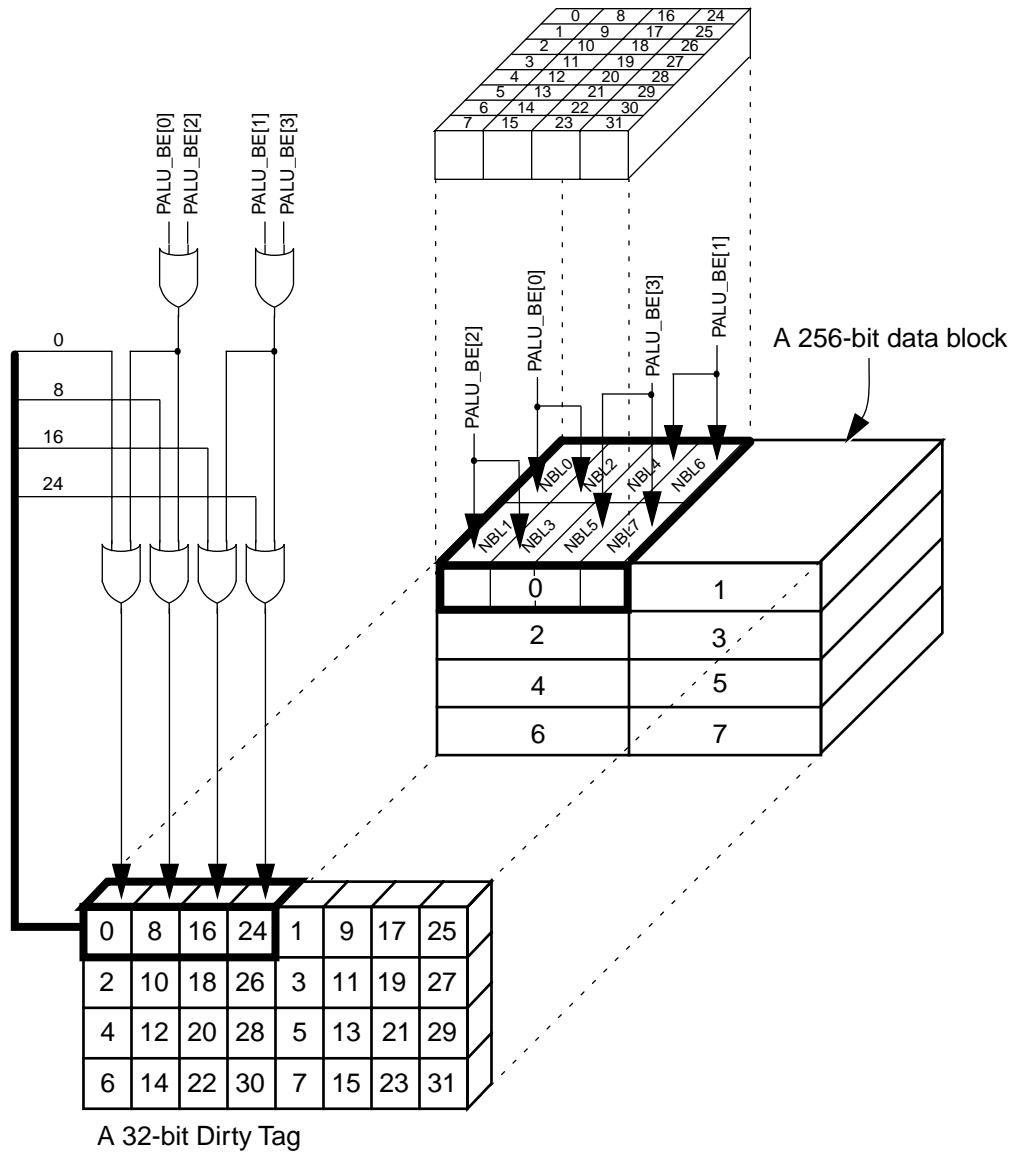 0 8 16 24
1 9 17 25
2 10 18 26
3 11 19 27
4 12 20 28
5 13 21 29
6 14 22 30
7 15 23 31
PALU_BE[0]
PALU_BE[2]
PALU_BE[1]
PALU_BE[3]
PALU_BE[2]
PALU_BE[0]
PALU_BE[3]
PALU_BE[1]
A 256-bit data block
0
8
16
24
NBL0 NBL2 NBL4 NBL6
NBL1 NBL3 NBL5 NBL7
0 1
2 3
4 5
6 7
0 8 16 24 1 9 17 25
2 10 18 26 3 11 19 27
4 12 20 28 5 13 21 29
6 14 22 30 7 15 23 31
A 32-bit Dirty Tag